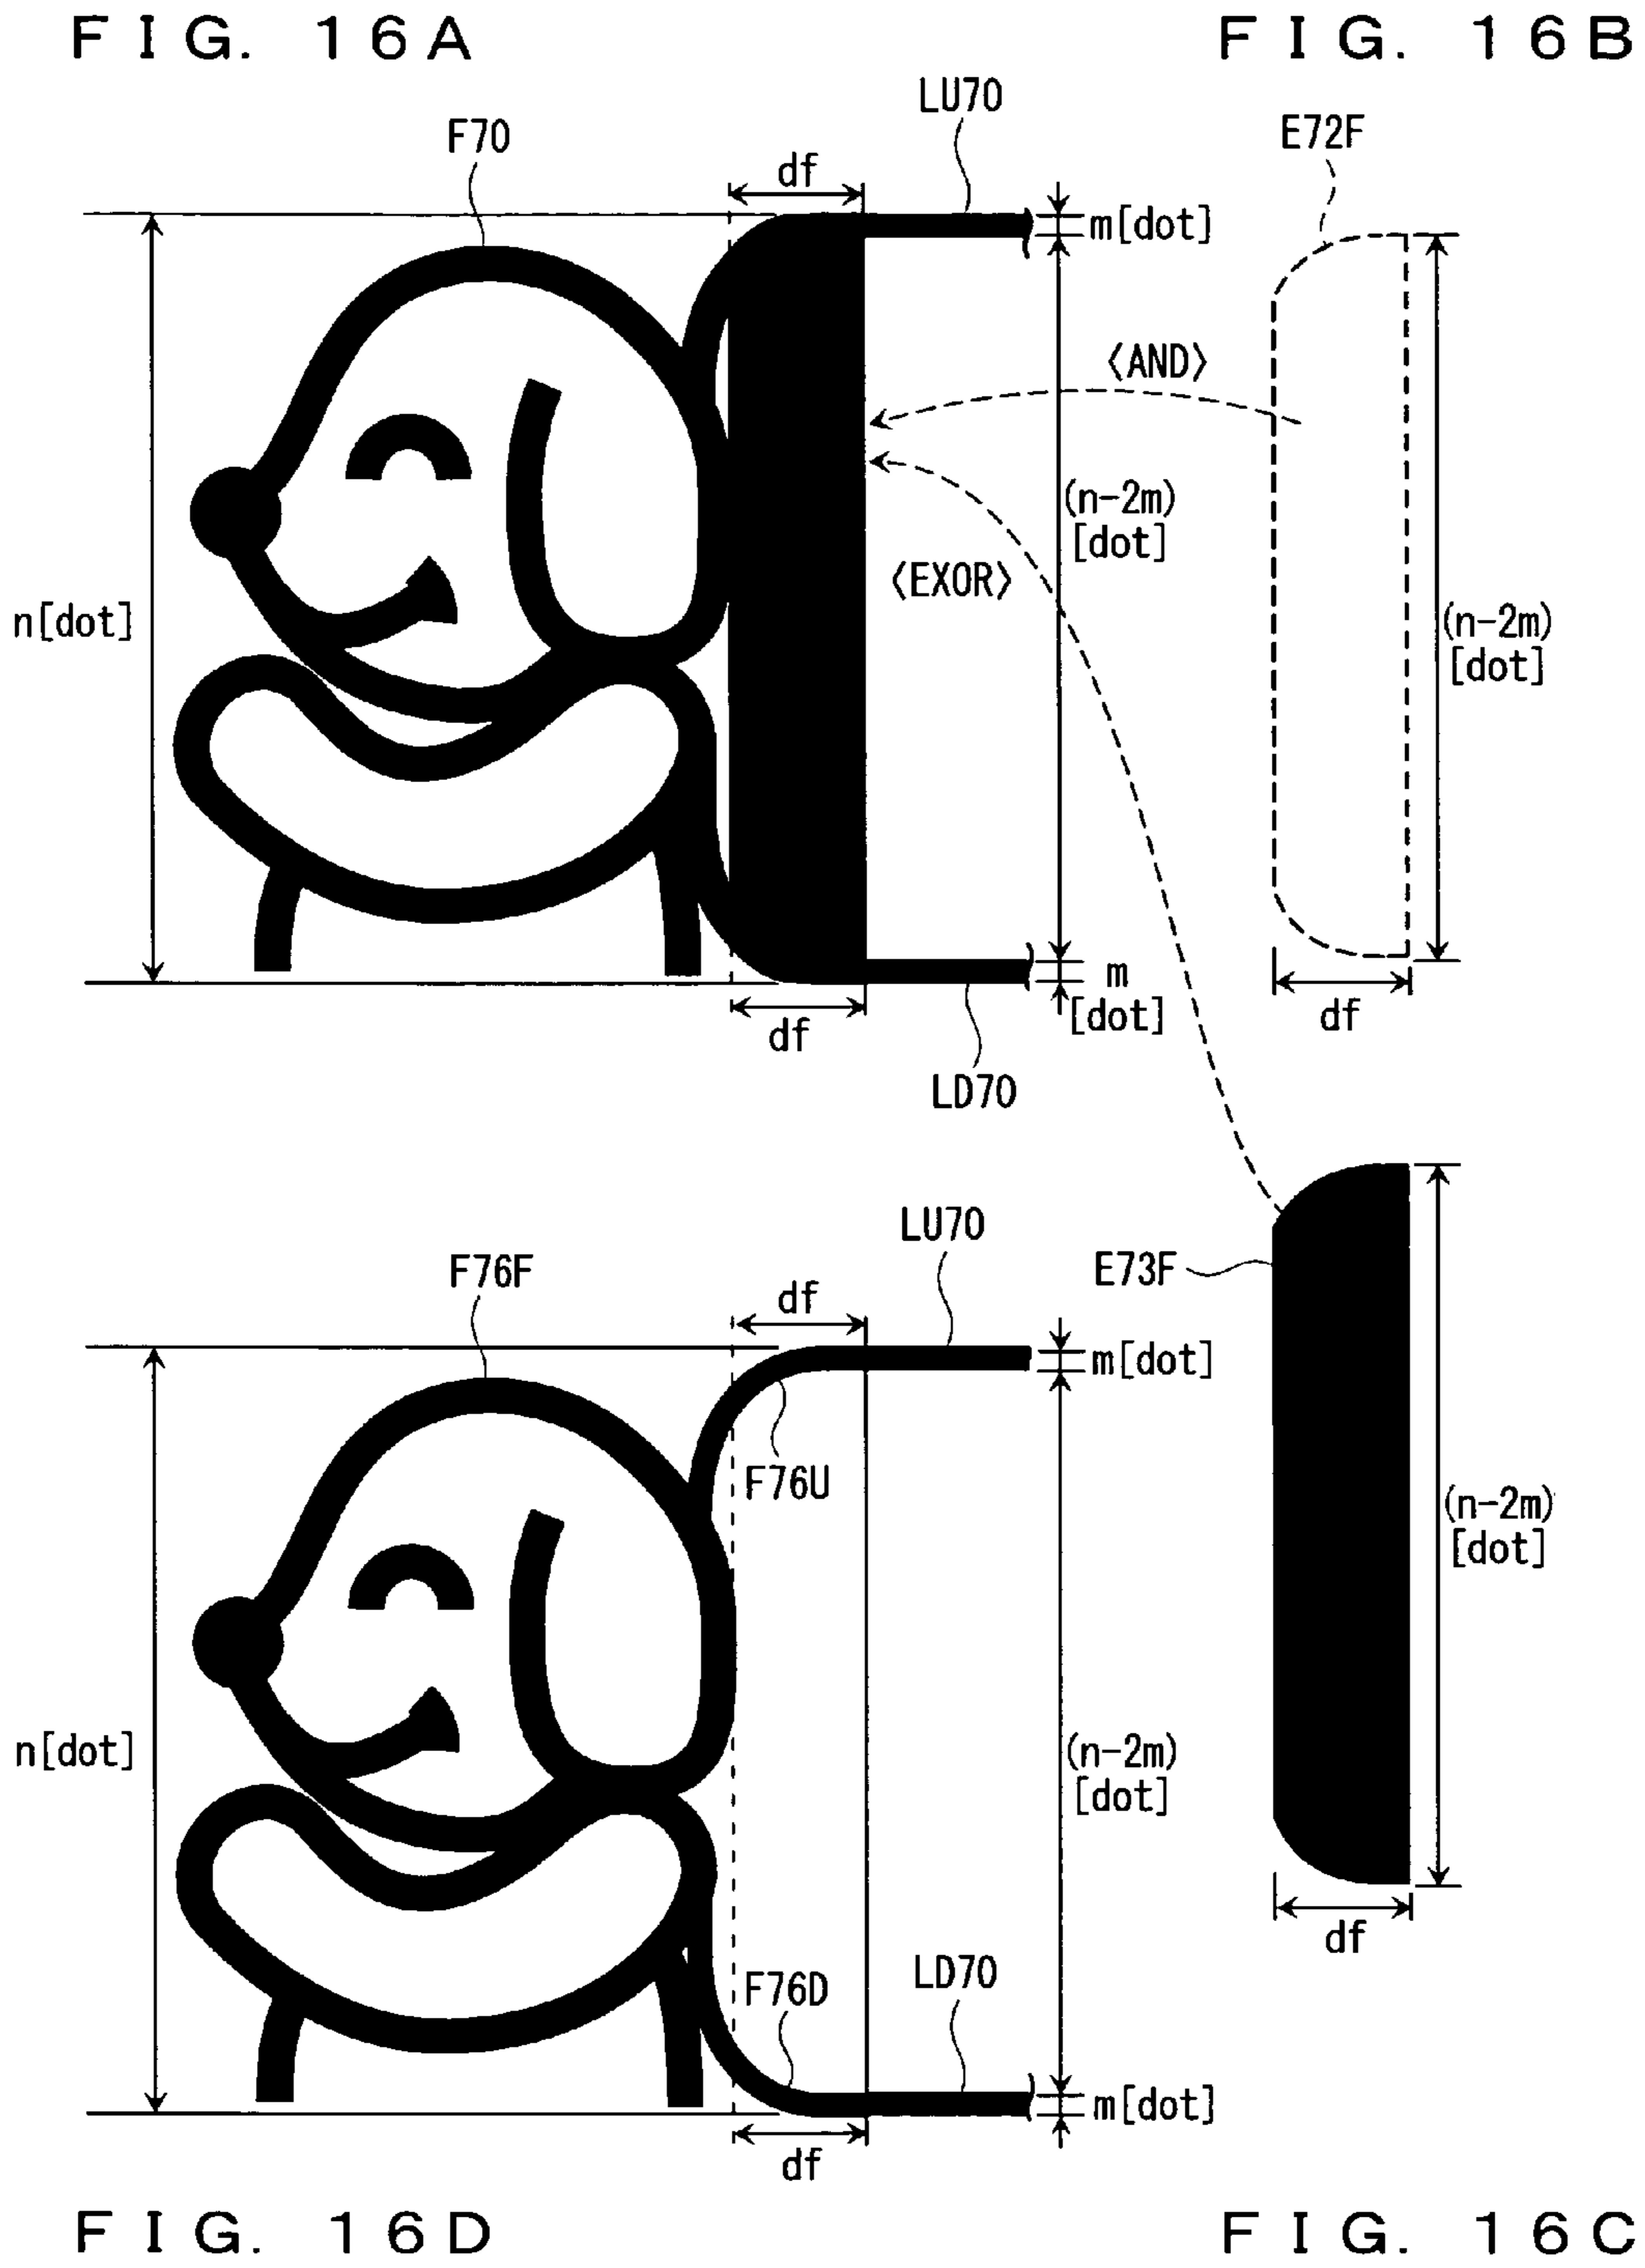 FIG. 16A
FIG. 16B
LU70
E72F
F70
df
m[dot]
〈AND〉
(n-2m)
[dot]
〈EXOR〉
n[dot]
(n-2m)
[dot]
m
[dot]
df
df
LD70
LU70
F76F
E73F
df
m[dot]
F76U
(n-2m)
[dot]
n[dot]
(n-2m)
[dot]
df
F76D
LD70
m[dot]
df
FIG. 16D
FIG. 16C